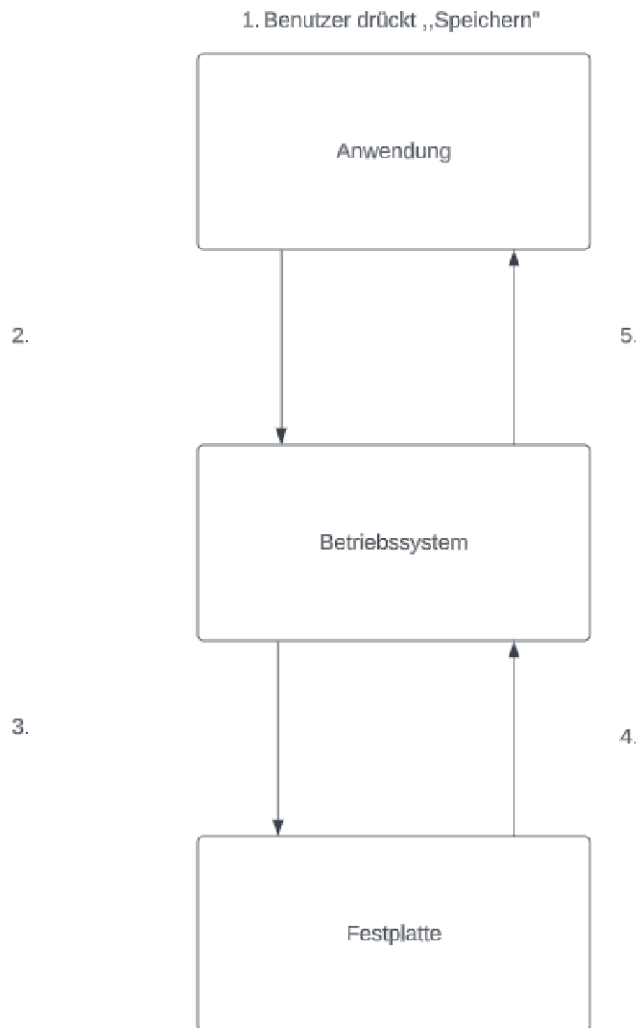 1. Benutzer drückt ,,Speichern"
Anwendung
2.
5.
Betriebssystem
3.
4.
Festplatte